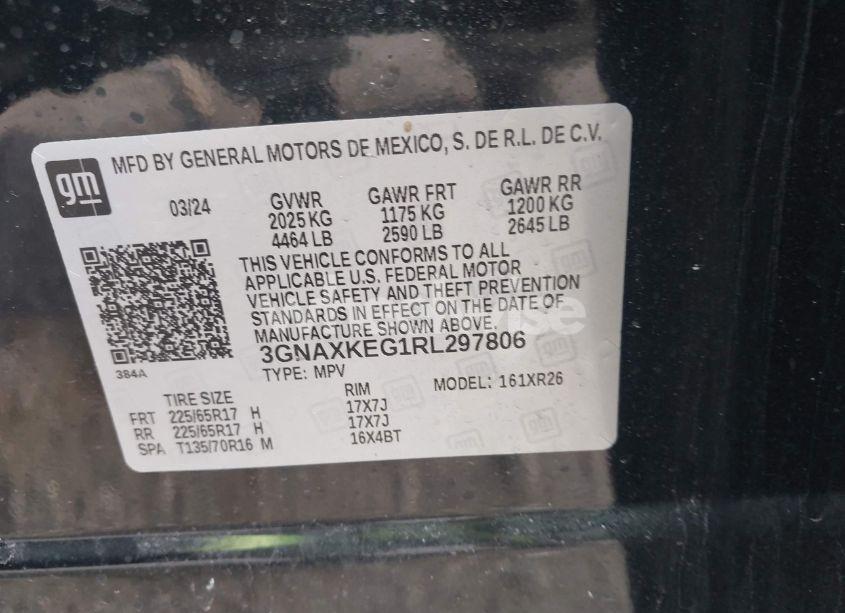 gm
MFD BY GENERAL MOTORS DE MEXICO, S. DE R.L. DE C.V.
03/24 GVWR GAWR FRT GAWR RR
2025 KG 1175 KG 1200 KG
4464 LB 2590 LB 2645 LB
THIS VEHICLE CONFORMS TO ALL
APPLICABLE U.S. FEDERAL MOTOR
VEHICLE SAFETY AND THEFT PREVENTION
STANDARDS IN EFFECT ON THE DATE OF
MANUFACTURE SHOWN ABOVE.
3GNAXKEG1RL297806
384A
TYPE: MPV MODEL: 161XR26
TIRE SIZE RIM
FRT 225/65R17 H 17X7J
RR 225/65R17 H 17X7J
SPA T135/70R16 M 16X4BT